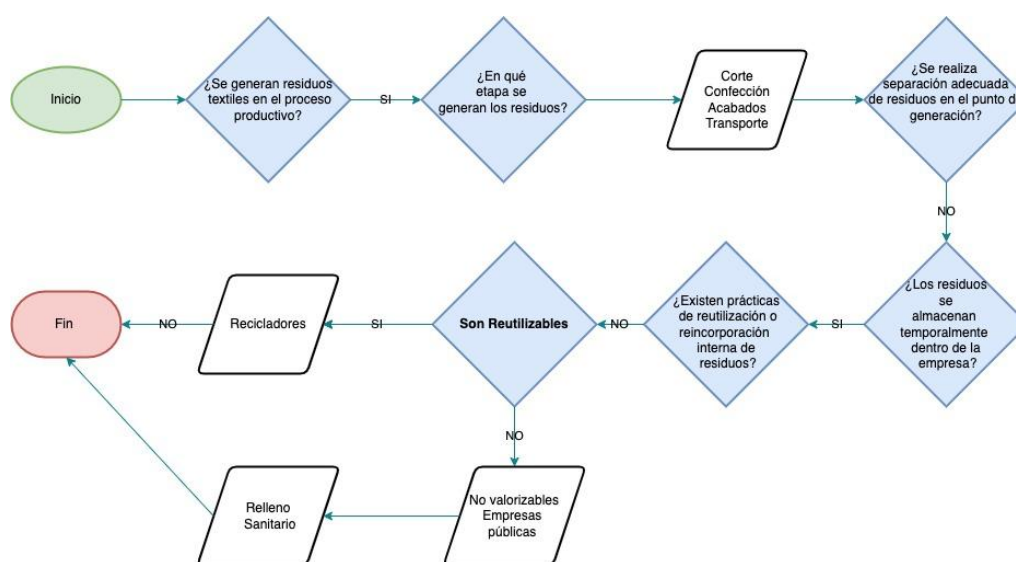 Inicio
¿Se generan residuos
textiles en el proceso
productivo?
SI
¿En qué
etapa se
generan los residuos?
Corte
Confección
Acabados
Transporte
¿Se realiza
separación adecuada
de residuos en el punto d
generación?
NO
¿Los residuos
se
almacenan
temporalmente
dentro de la
empresa?
SI
¿Existen prácticas
de reutilización o
reincorporación
interna de
residuos?
NO
Son Reutilizables
SI
Recicladores
NO
Fin
NO
No valorizables
Empresas
públicas
Relleno
Sanitario